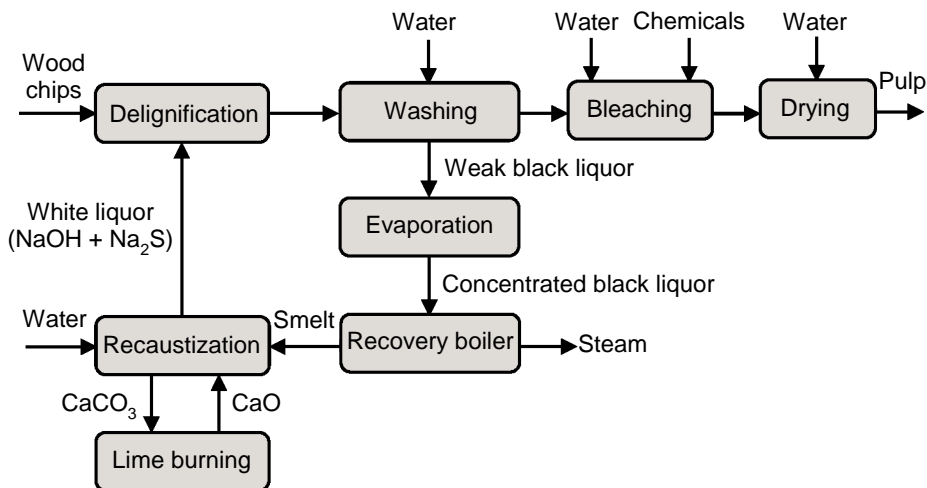 Water
Water
Chemicals
Water
Wood
chips
Delignification
Washing
Bleaching
Drying
Pulp
Weak black liquor
White liquor
(NaOH + Na₂S)
Evaporation
Concentrated black liquor
Water
Recaustization
Smelt
Recovery boiler
Steam
CaCO₃
CaO
Lime burning